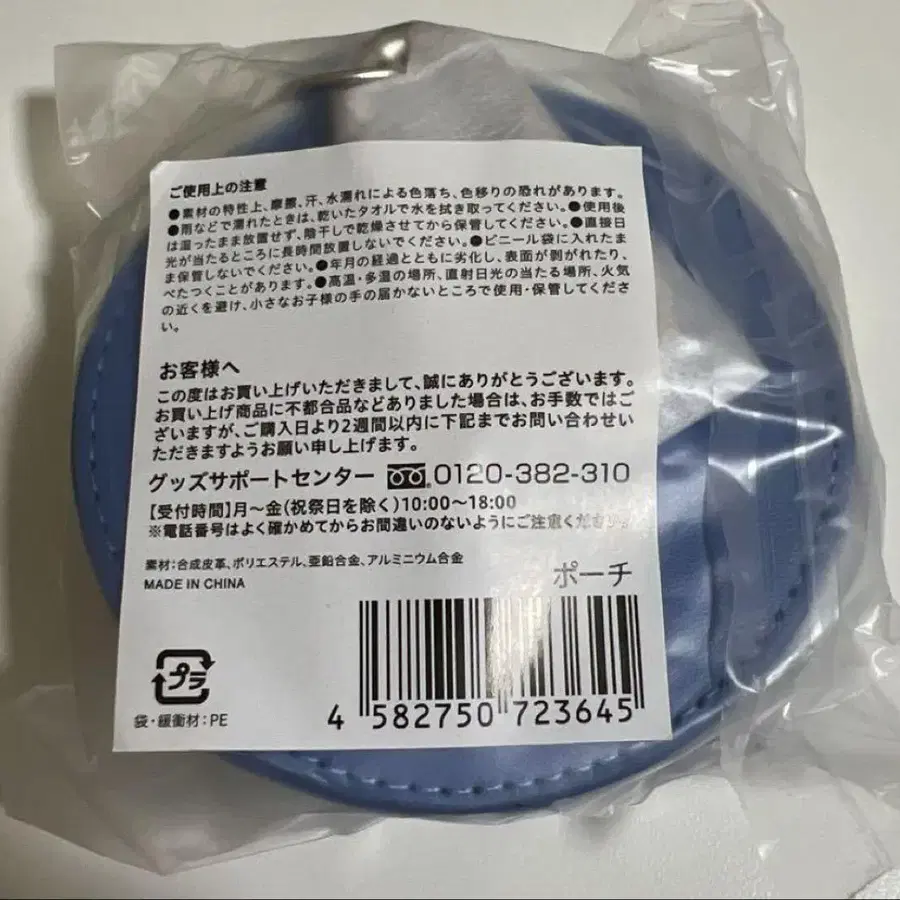 ご使用上の注意
●素材の特性上、摩擦、汗、水濡れによる色落ち、色移りの恐れがあります。
●雨などで濡れたときは、乾いたタオルで水を拭き取ってください。●使用後
は湿ったまま放置せず、陰干しで乾燥させてから保管してください。●直接日
光が当たるところに長時間放置しないでください。●ビニール袋に入れたま
ま保管しないでください。●年月の経過とともに劣化し、表面が剥がれたり、
べたつくことがあります。●高温・多湿の場所、直射日光の当たる場所、火気
の近くを避け、小さなお子様の手の届かないところで使用・保管してくださ
い。
お客様へ
この度はお買い上げいただきまして、誠にありがとうございます。
お買い上げ商品に不都合品などありました場合は、お手数ではご
ざいますが、ご購入日より2週間以内に下記までお問い合わせい
ただきますようお願い申し上げます。
グッズサポートセンター 0120-382-310
【受付時間】月～金(祝祭日を除く)10:00～18:00
※電話番号はよく確かめてからお間違いのないようにご注意ください。
素材:合成皮革、ポリエステル、亜鉛合金、アルミニウム合金
MADE IN CHINA
ポーチ
プラ
袋・緩衝材:PE
4 582750 723645